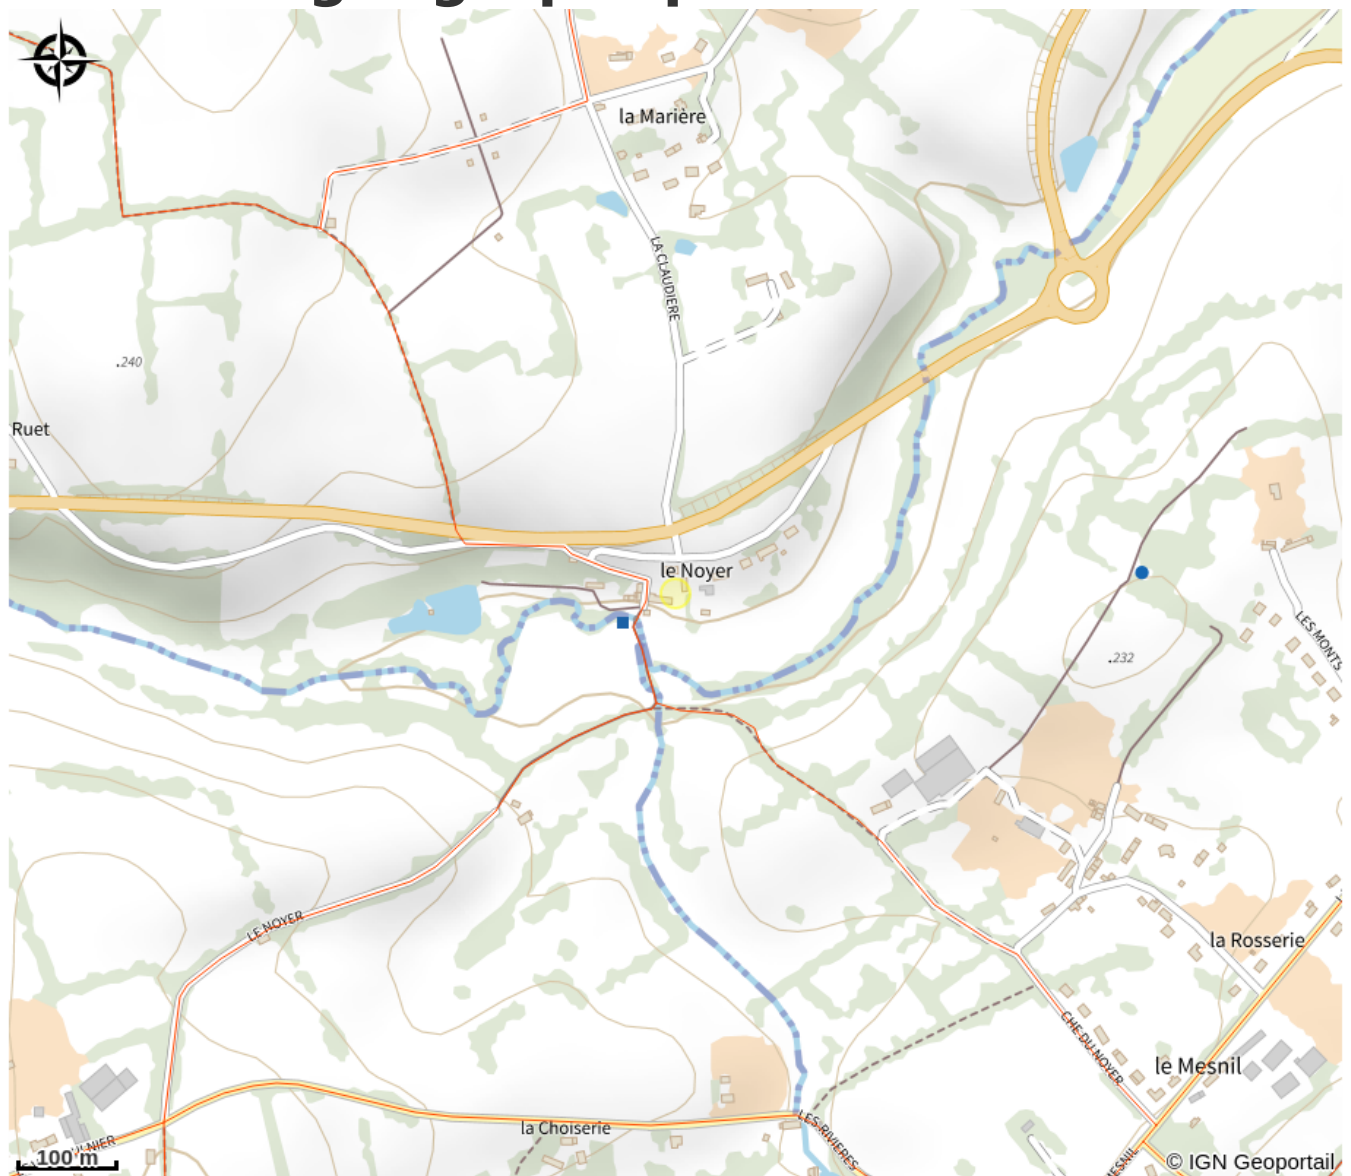 la Marière
LA CLAUDIERE
.240
Ruet
le Noyer
LES MONTS
.232
LE NOYER
la Rosserie
CHE DU NOYER
le Mesnil
la Choiserie
LES RIVIERES
100 m
© IGN Geoportail